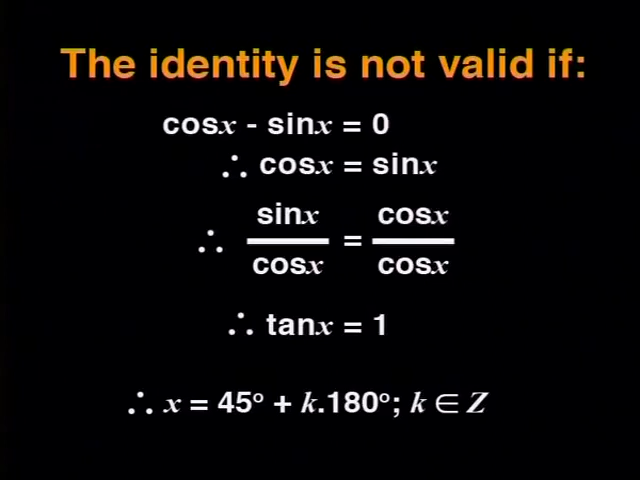 The identity is not valid if:
cosx - sinx = 0
∴ cosx = sinx
∴ sinx/cosx = cosx/cosx
∴ tanx = 1
∴ x = 45° + k.180°; k ∈ Z